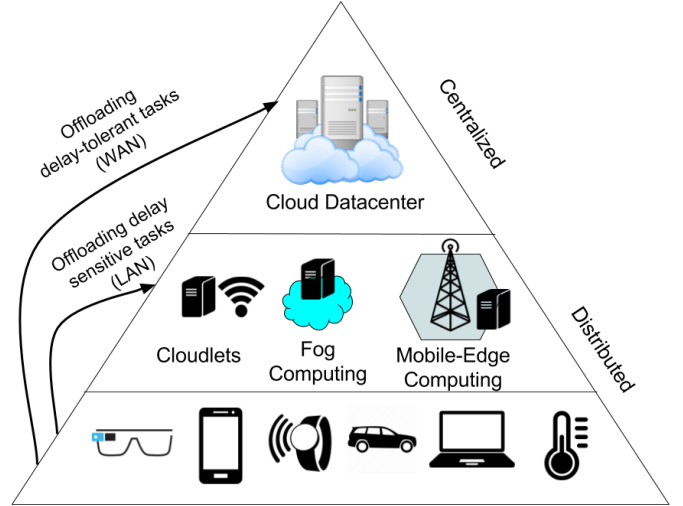 Offloading
delay-tolerant tasks
(WAN)
Centralized
Cloud Datacenter
Offloading delay
sensitive tasks
(LAN)
Distributed
Cloudlets
Fog
Computing
Mobile-Edge
Computing